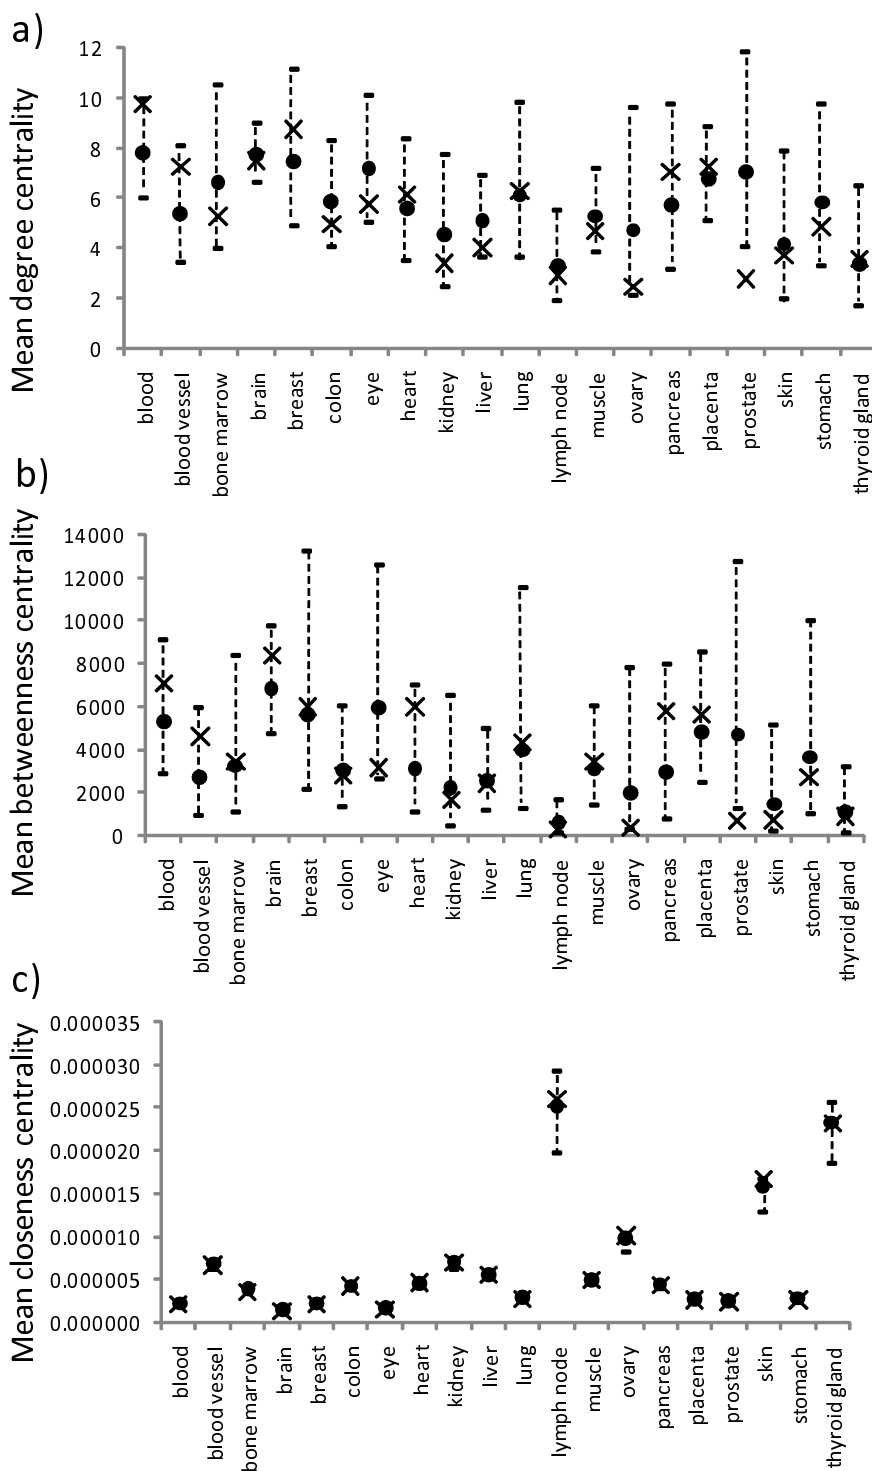 a)
Mean degree centrality
12
10
8
6
4
2
0
blood
blood vessel
bone marrow
brain
breast
colon
eye
heart
kidney
liver
lung
lymph node
muscle
ovary
pancreas
placenta
prostate
skin
stomach
thyroid gland
b)
Mean betweenness centrality
14000
12000
10000
8000
6000
4000
2000
0
blood
blood vessel
bone marrow
brain
breast
colon
eye
heart
kidney
liver
lung
lymph node
muscle
ovary
pancreas
placenta
prostate
skin
stomach
thyroid gland
c)
Mean closeness centrality
0.000035
0.000030
0.000025
0.000020
0.000015
0.000010
0.000005
0.000000
blood
blood vessel
bone marrow
brain
breast
colon
eye
heart
kidney
liver
lung
lymph node
muscle
ovary
pancreas
placenta
prostate
skin
stomach
thyroid gland